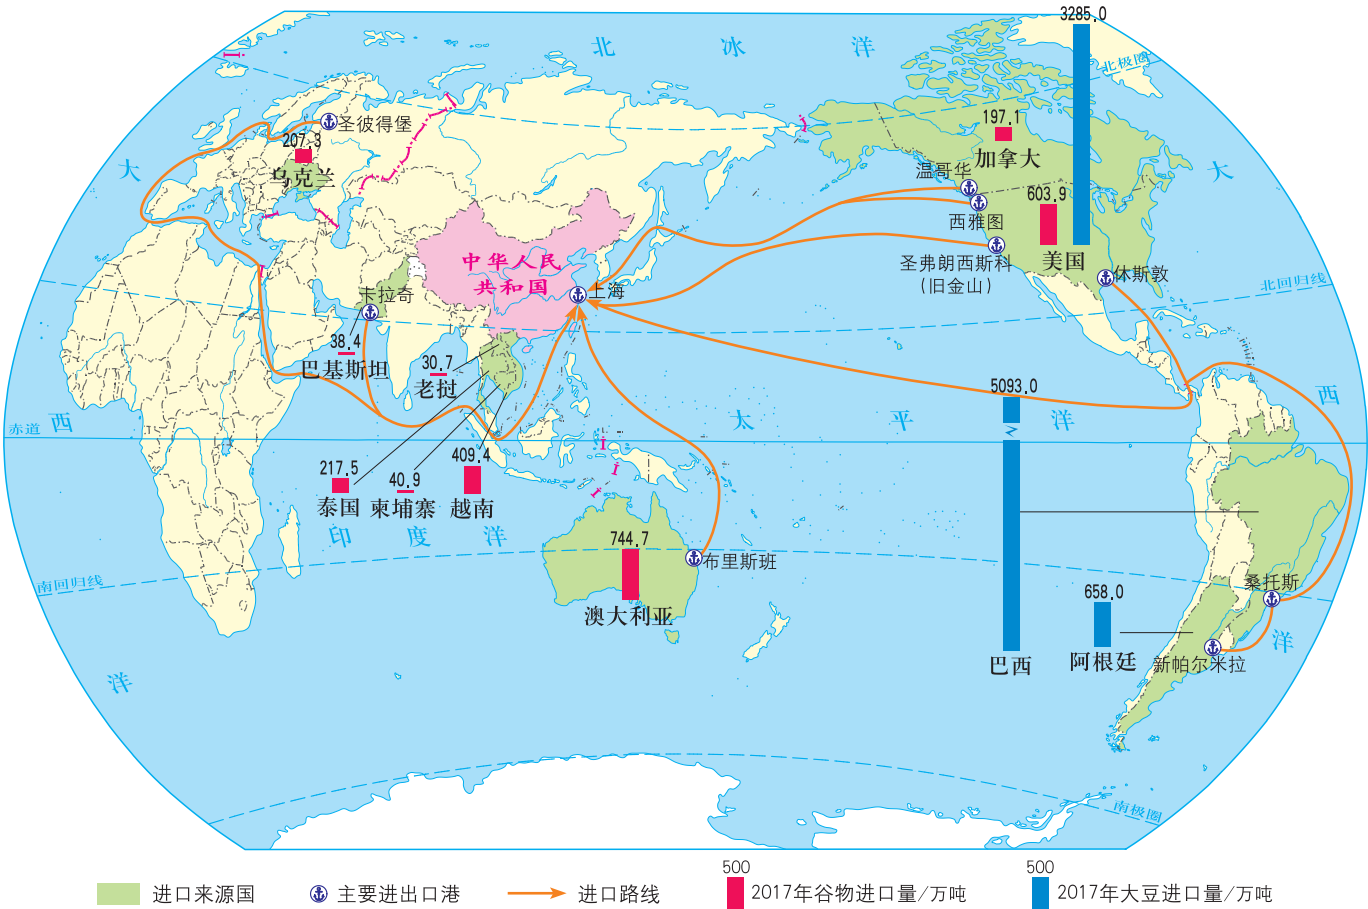 3285.0
北冰洋
北极圈
圣彼得堡
207.3
乌克兰
大
197.1
加拿大
温哥华
603.9
西雅图
美国
大
圣弗朗西斯科
(旧金山)
休斯敦
中华人民
共和国
上海
北回归线
卡拉奇
38.4
巴基斯坦
30.7
老挝
赤道
西
太平洋
5093.0
西
217.5
泰国
40.9
柬埔寨
409.4
越南
印度洋
744.7
澳大利亚
布里斯班
南回归线
巴西
658.0
阿根廷
桑托斯
新帕尔米拉
洋
洋
南极圈
进口来源国
主要进出口港
进口路线
500
2017年谷物进口量/万吨
500
2017年大豆进口量/万吨